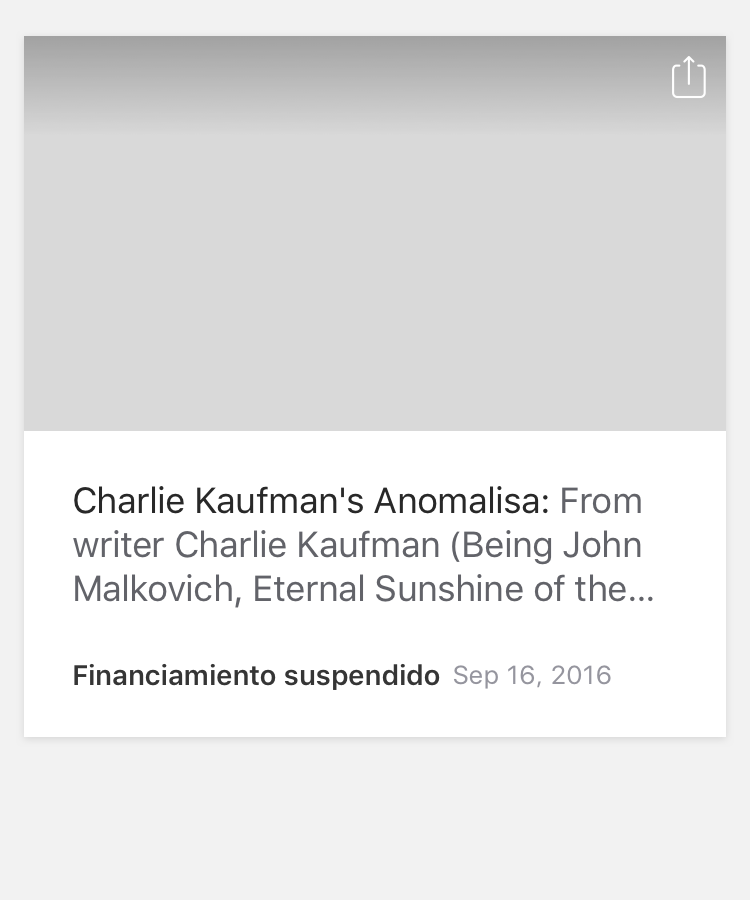 Charlie Kaufman's Anomalisa: From
writer Charlie Kaufman (Being John
Malkovich, Eternal Sunshine of the...
Financiamiento suspendido Sep 16, 2016